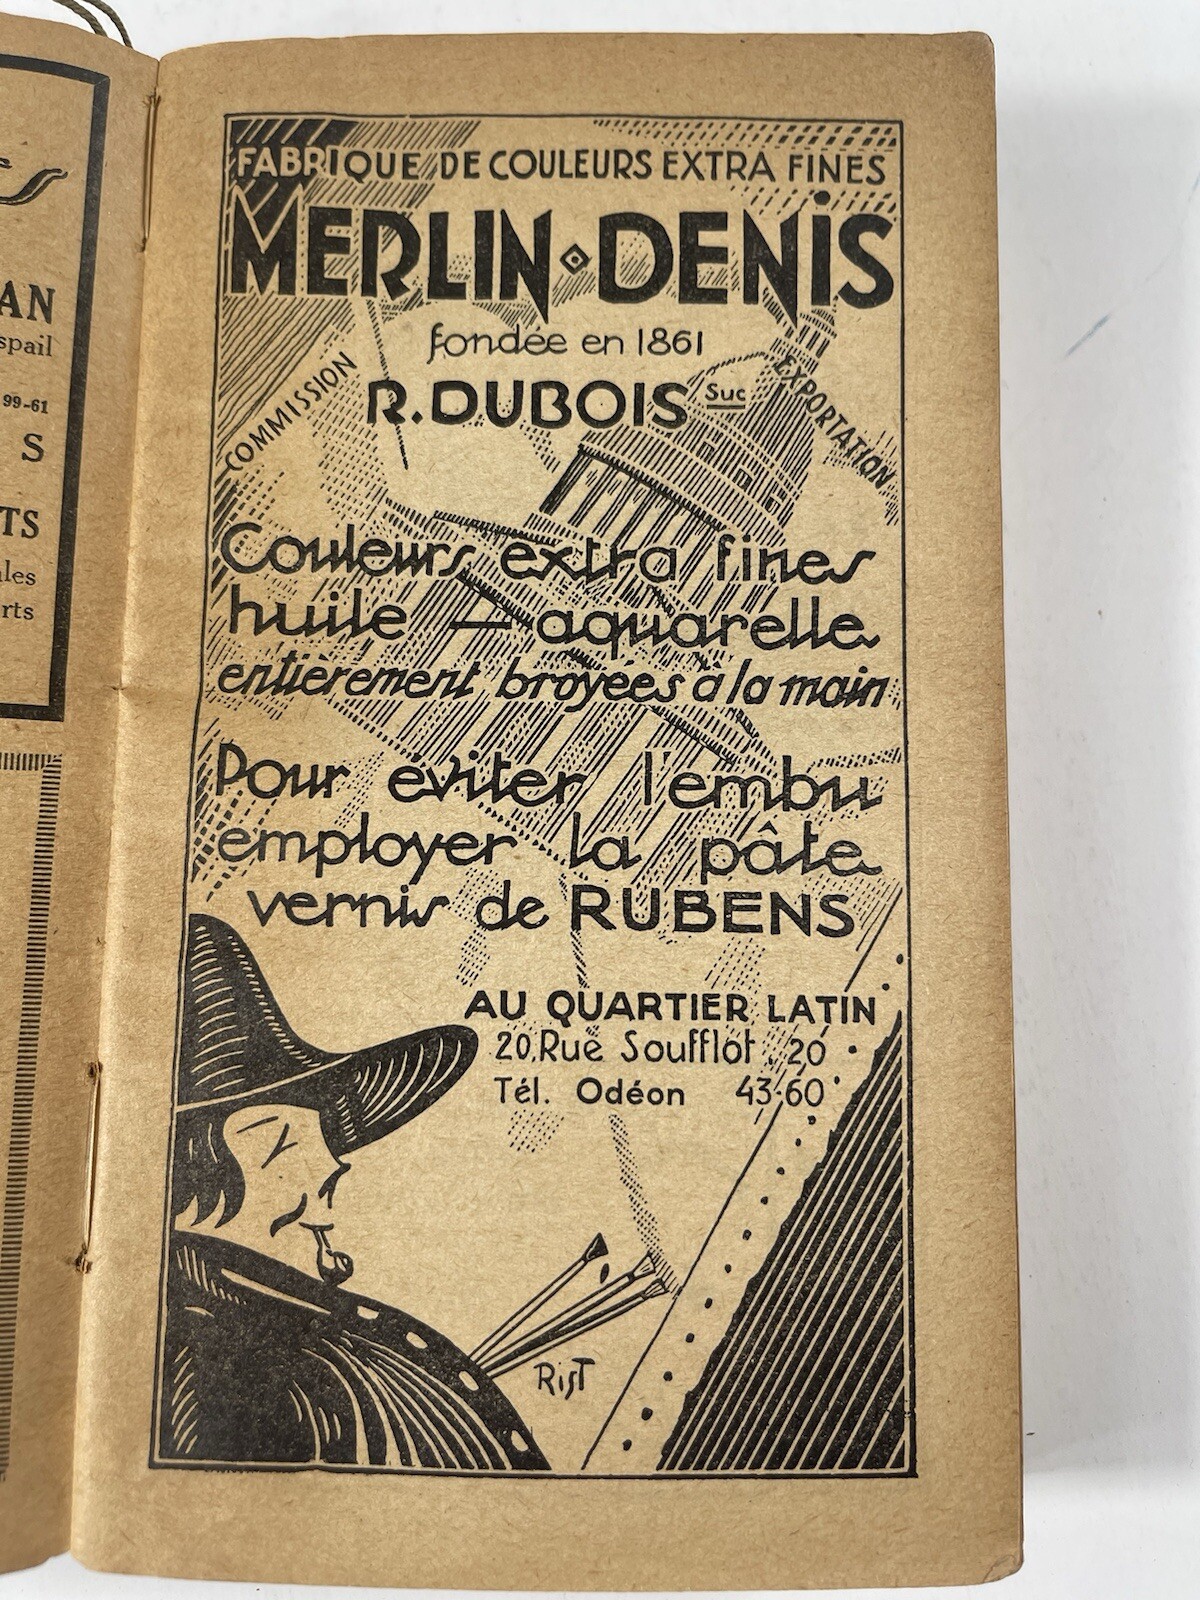 AN
spail
99-61
S
TS
ales
rts
FABRIQUE DE COULEURS EXTRA FINES
MERLIN·DENIS
fondée en 1861
COMMISSION
R.DUBOIS Suc
EXPORTATION
Couleurs extra fines
huile — aquarelle
entièrement broyées à la main
Pour éviter l'embu
employer la pâte
vernis de RUBENS
AU QUARTIER LATIN
20, Rue Soufflot . 20
Tél. Odéon 43-60
RisT